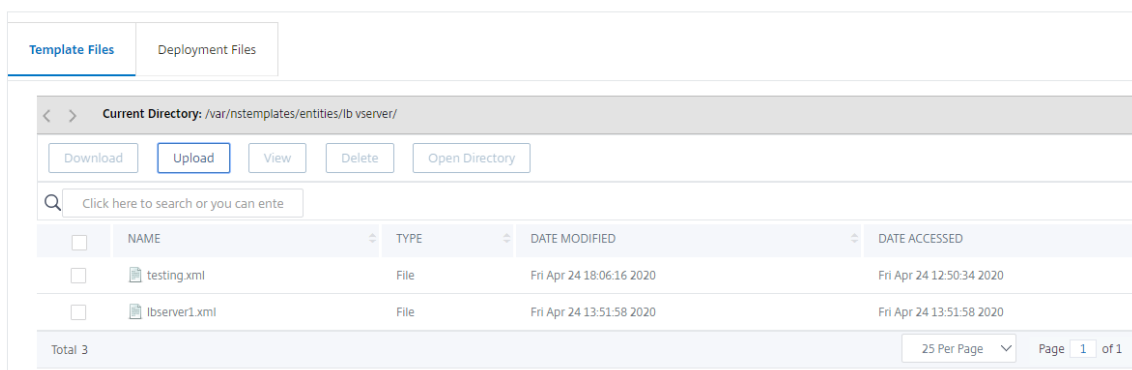 Template Files Deployment Files
Current Directory: /var/nstemplates/entities/lb vserver/
Download Upload View Delete Open Directory
Click here to search or you can ente
NAME TYPE DATE MODIFIED DATE ACCESSED
testing.xml File Fri Apr 24 18:06:16 2020 Fri Apr 24 12:50:34 2020
lbserver1.xml File Fri Apr 24 13:51:58 2020 Fri Apr 24 13:51:58 2020
Total 3 25 Per Page Page 1 of 1